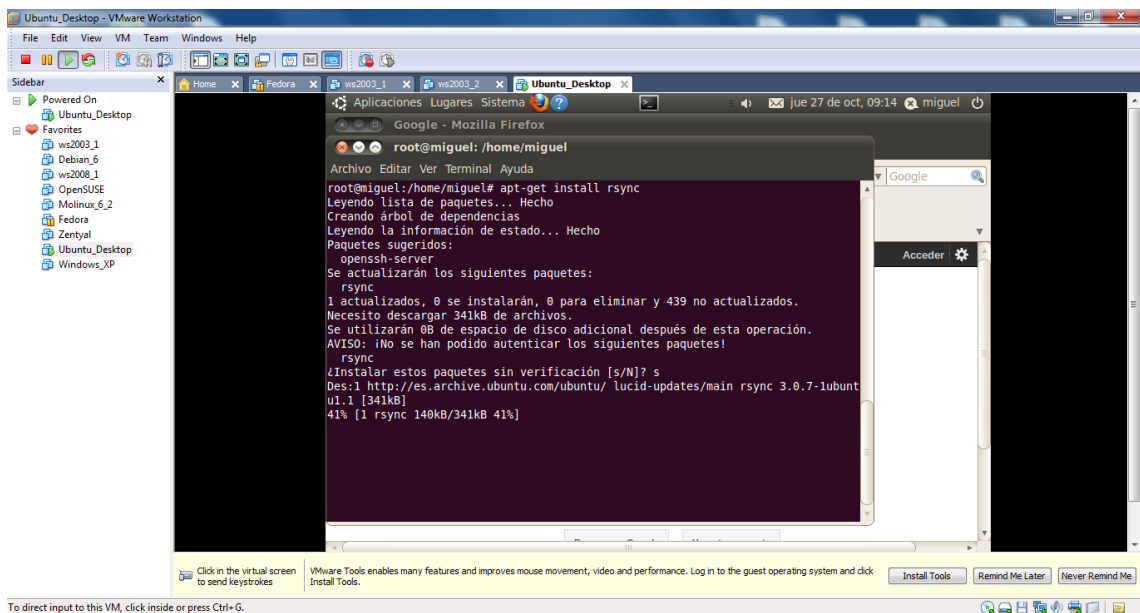 Ubuntu_Desktop - VMware Workstation
File Edit View VM Team Windows Help
Sidebar
Powered On
Ubuntu_Desktop
Favorites
ws2003_1
Debian_6
ws2008_1
OpenSUSE
Molinux_6_2
Fedora
Zentyal
Ubuntu_Desktop
Windows_XP
Home Fedora ws2003_1 ws2003_2 Ubuntu_Desktop
Aplicaciones Lugares Sistema jue 27 de oct, 09:14 miguel
Google - Mozilla Firefox
root@miguel: /home/miguel
Archivo Editar Ver Terminal Ayuda
Google
Acceder
root@miguel:/home/miguel# apt-get install rsync
Leyendo lista de paquetes... Hecho
Creando árbol de dependencias
Leyendo la información de estado... Hecho
Paquetes sugeridos:
openssh-server
Se actualizarán los siguientes paquetes:
rsync
1 actualizados, 0 se instalarán, 0 para eliminar y 439 no actualizados.
Necesito descargar 341kB de archivos.
Se utilizarán 0B de espacio de disco adicional después de esta operación.
AVISO: ¡No se han podido autenticar los siguientes paquetes!
rsync
¿Instalar estos paquetes sin verificación [s/N]? s
Des:1 http://es.archive.ubuntu.com/ubuntu/ lucid-updates/main rsync 3.0.7-1ubunt
u1.1 [341kB]
41% [1 rsync 140kB/341kB 41%]
Click in the virtual screen
to send keystrokes
VMware Tools enables many features and improves mouse movement, video and performance. Log in to the guest operating system and click
Install Tools.
Install Tools Remind Me Later Never Remind Me
To direct input to this VM, click inside or press Ctrl+G.